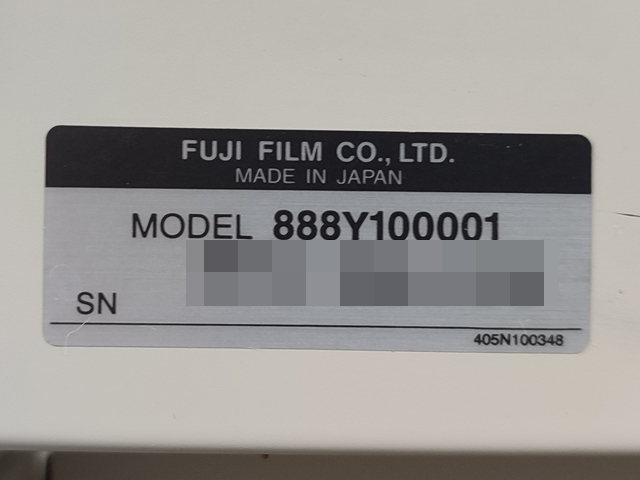 FUJI FILM CO., LTD.
MADE IN JAPAN
MODEL 888Y100001
SN
405N100348